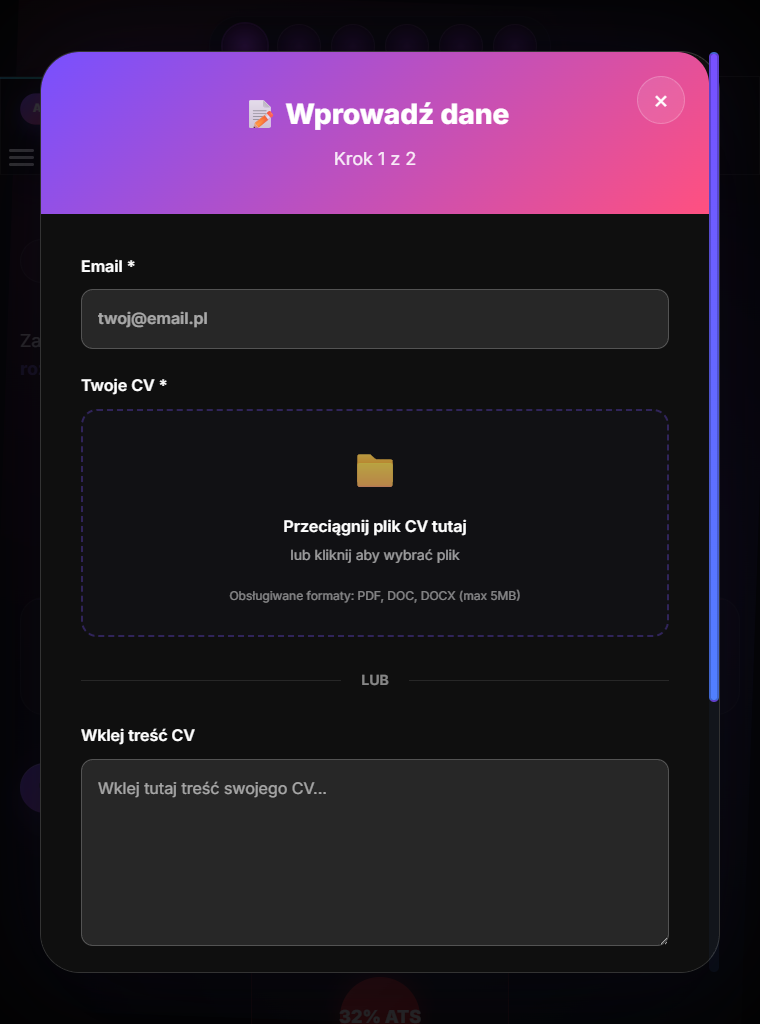 Wprowadź dane
Krok 1 z 2
Email *
twoj@email.pl
Twoje CV *
Przeciągnij plik CV tutaj
lub kliknij aby wybrać plik
Obsługiwane formaty: PDF, DOC, DOCX (max 5MB)
LUB
Wklej treść CV
Wklej tutaj treść swojego CV...
32% ATS